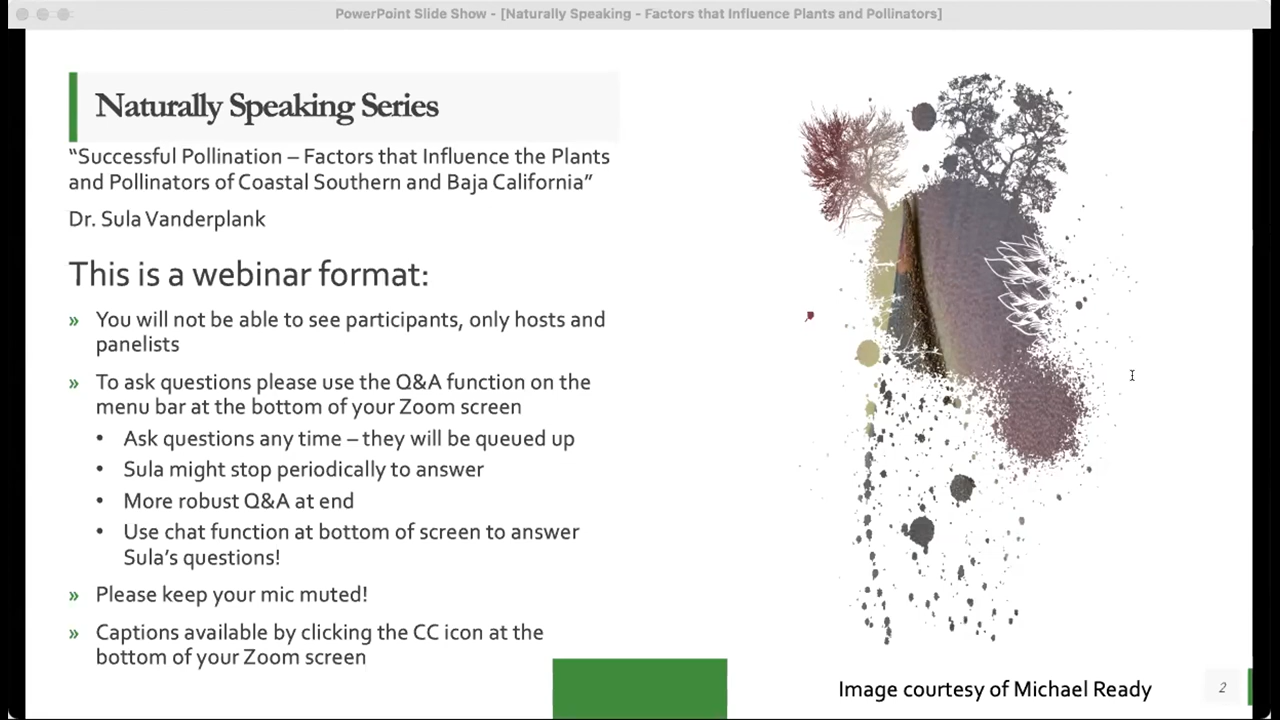 PowerPoint Slide Show - [Naturally Speaking - Factors that Influence Plants and Pollinators]
Naturally Speaking Series
“Successful Pollination – Factors that Influence the Plants
and Pollinators of Coastal Southern and Baja California”
Dr. Sula Vanderplank
This is a webinar format:
» You will not be able to see participants, only hosts and
panelists
» To ask questions please use the Q&A function on the
menu bar at the bottom of your Zoom screen
• Ask questions any time – they will be queued up
• Sula might stop periodically to answer
• More robust Q&A at end
• Use chat function at bottom of screen to answer
Sula’s questions!
» Please keep your mic muted!
» Captions available by clicking the CC icon at the
bottom of your Zoom screen
Image courtesy of Michael Ready
2